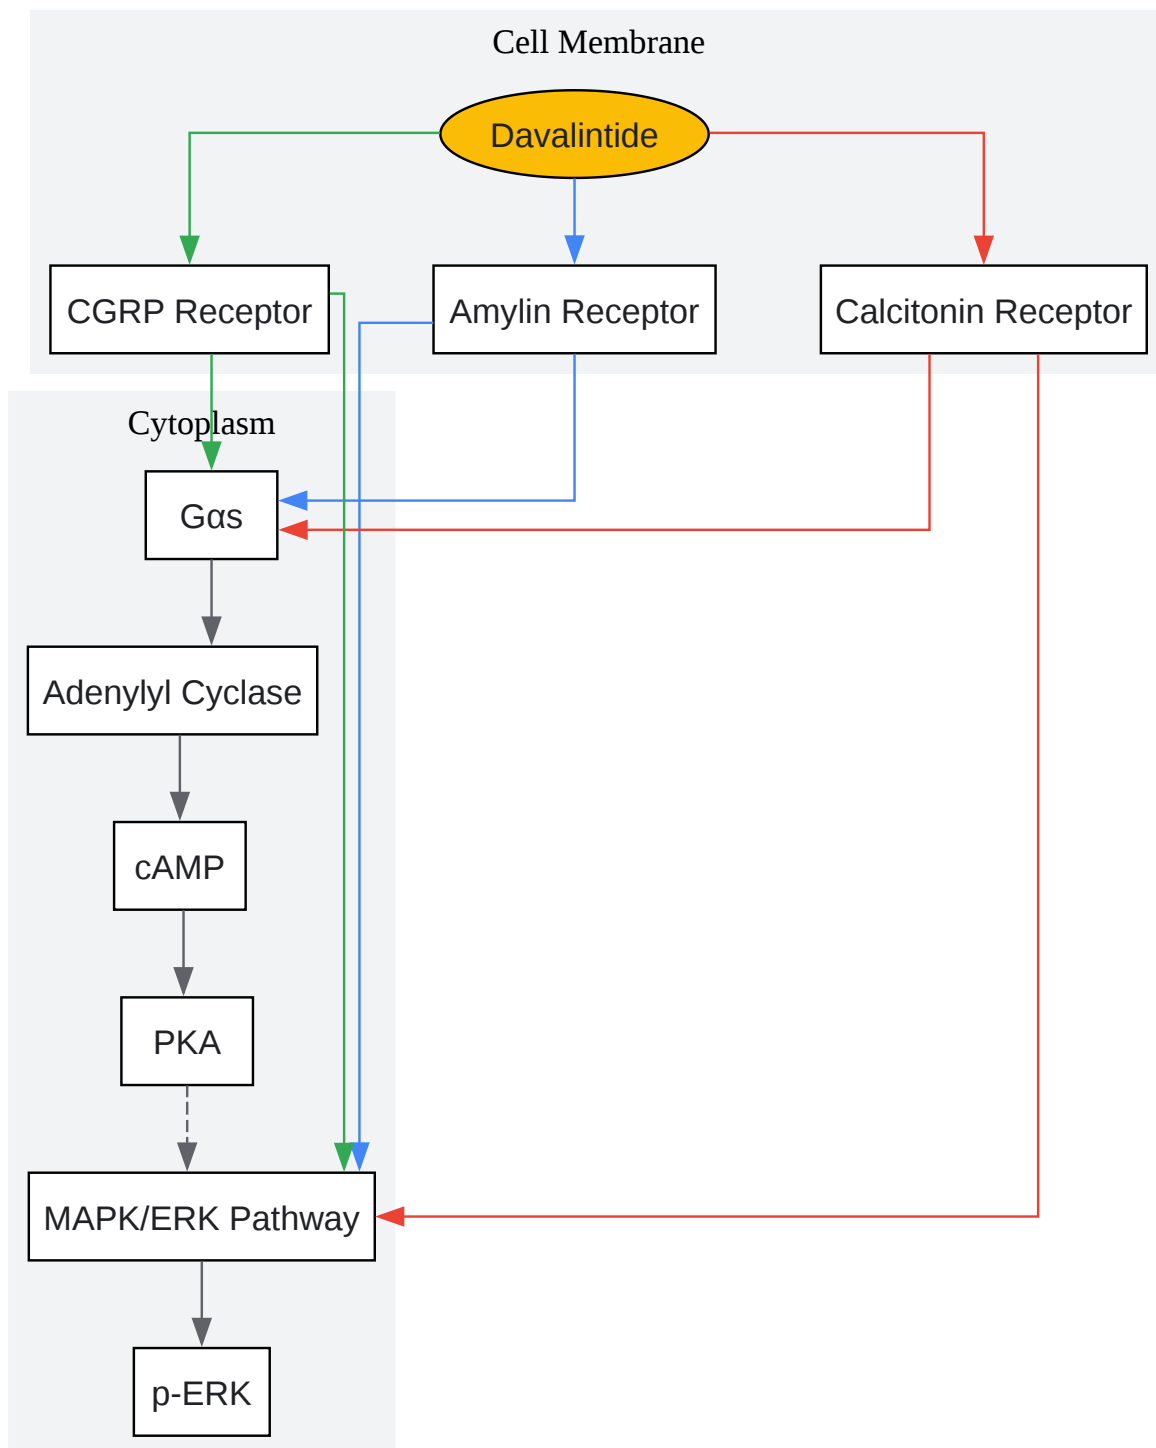 Cell Membrane
Davalintide
CGRP Receptor
Amylin Receptor
Calcitonin Receptor
Cytoplasm
Gαs
Adenylyl Cyclase
cAMP
PKA
MAPK/ERK Pathway
p-ERK